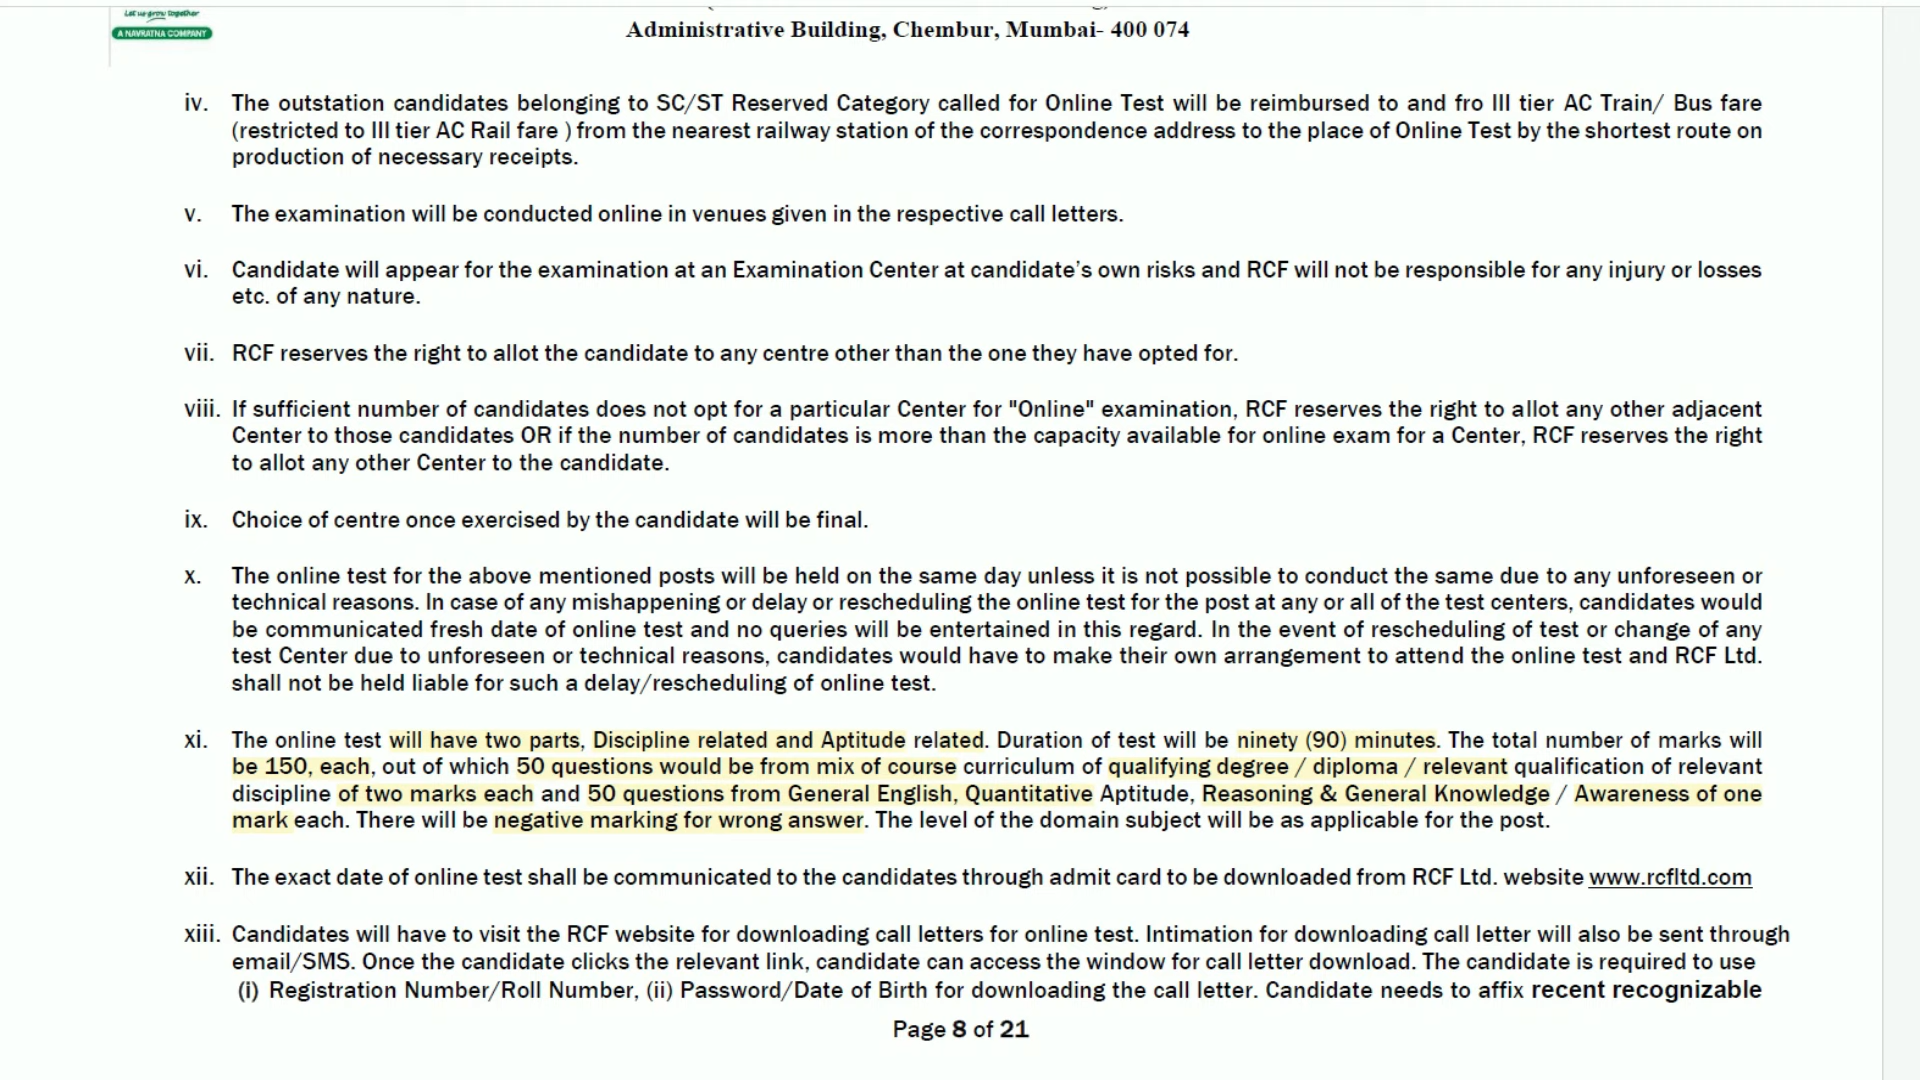 Let us grow together
A NAVRATNA COMPANY
Administrative Building, Chembur, Mumbai- 400 074
iv. The outstation candidates belonging to SC/ST Reserved Category called for Online Test will be reimbursed to and fro III tier AC Train/ Bus fare
(restricted to III tier AC Rail fare ) from the nearest railway station of the correspondence address to the place of Online Test by the shortest route on
production of necessary receipts.
v. The examination will be conducted online in venues given in the respective call letters.
vi. Candidate will appear for the examination at an Examination Center at candidate's own risks and RCF will not be responsible for any injury or losses
etc. of any nature.
vii. RCF reserves the right to allot the candidate to any centre other than the one they have opted for.
viii. If sufficient number of candidates does not opt for a particular Center for "Online" examination, RCF reserves the right to allot any other adjacent
Center to those candidates OR if the number of candidates is more than the capacity available for online exam for a Center, RCF reserves the right
to allot any other Center to the candidate.
ix. Choice of centre once exercised by the candidate will be final.
x. The online test for the above mentioned posts will be held on the same day unless it is not possible to conduct the same due to any unforeseen or
technical reasons. In case of any mishappening or delay or rescheduling the online test for the post at any or all of the test centers, candidates would
be communicated fresh date of online test and no queries will be entertained in this regard. In the event of rescheduling of test or change of any
test Center due to unforeseen or technical reasons, candidates would have to make their own arrangement to attend the online test and RCF Ltd.
shall not be held liable for such a delay/rescheduling of online test.
xi. The online test will have two parts, Discipline related and Aptitude related. Duration of test will be ninety (90) minutes. The total number of marks will
be 150, each, out of which 50 questions would be from mix of course curriculum of qualifying degree / diploma / relevant qualification of relevant
discipline of two marks each and 50 questions from General English, Quantitative Aptitude, Reasoning & General Knowledge / Awareness of one
mark each. There will be negative marking for wrong answer. The level of the domain subject will be as applicable for the post.
xii. The exact date of online test shall be communicated to the candidates through admit card to be downloaded from RCF Ltd. website www.rcfltd.com
xiii. Candidates will have to visit the RCF website for downloading call letters for online test. Intimation for downloading call letter will also be sent through
email/SMS. Once the candidate clicks the relevant link, candidate can access the window for call letter download. The candidate is required to use
(i) Registration Number/Roll Number, (ii) Password/Date of Birth for downloading the call letter. Candidate needs to affix recent recognizable
Page 8 of 21